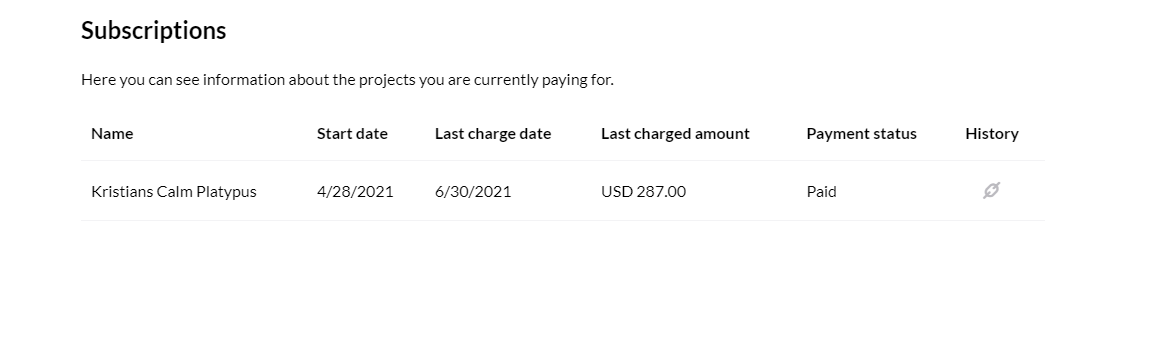 Subscriptions
Here you can see information about the projects you are currently paying for.
Name Start date Last charge date Last charged amount Payment status History
Kristians Calm Platypus 4/28/2021 6/30/2021 USD 287.00 Paid